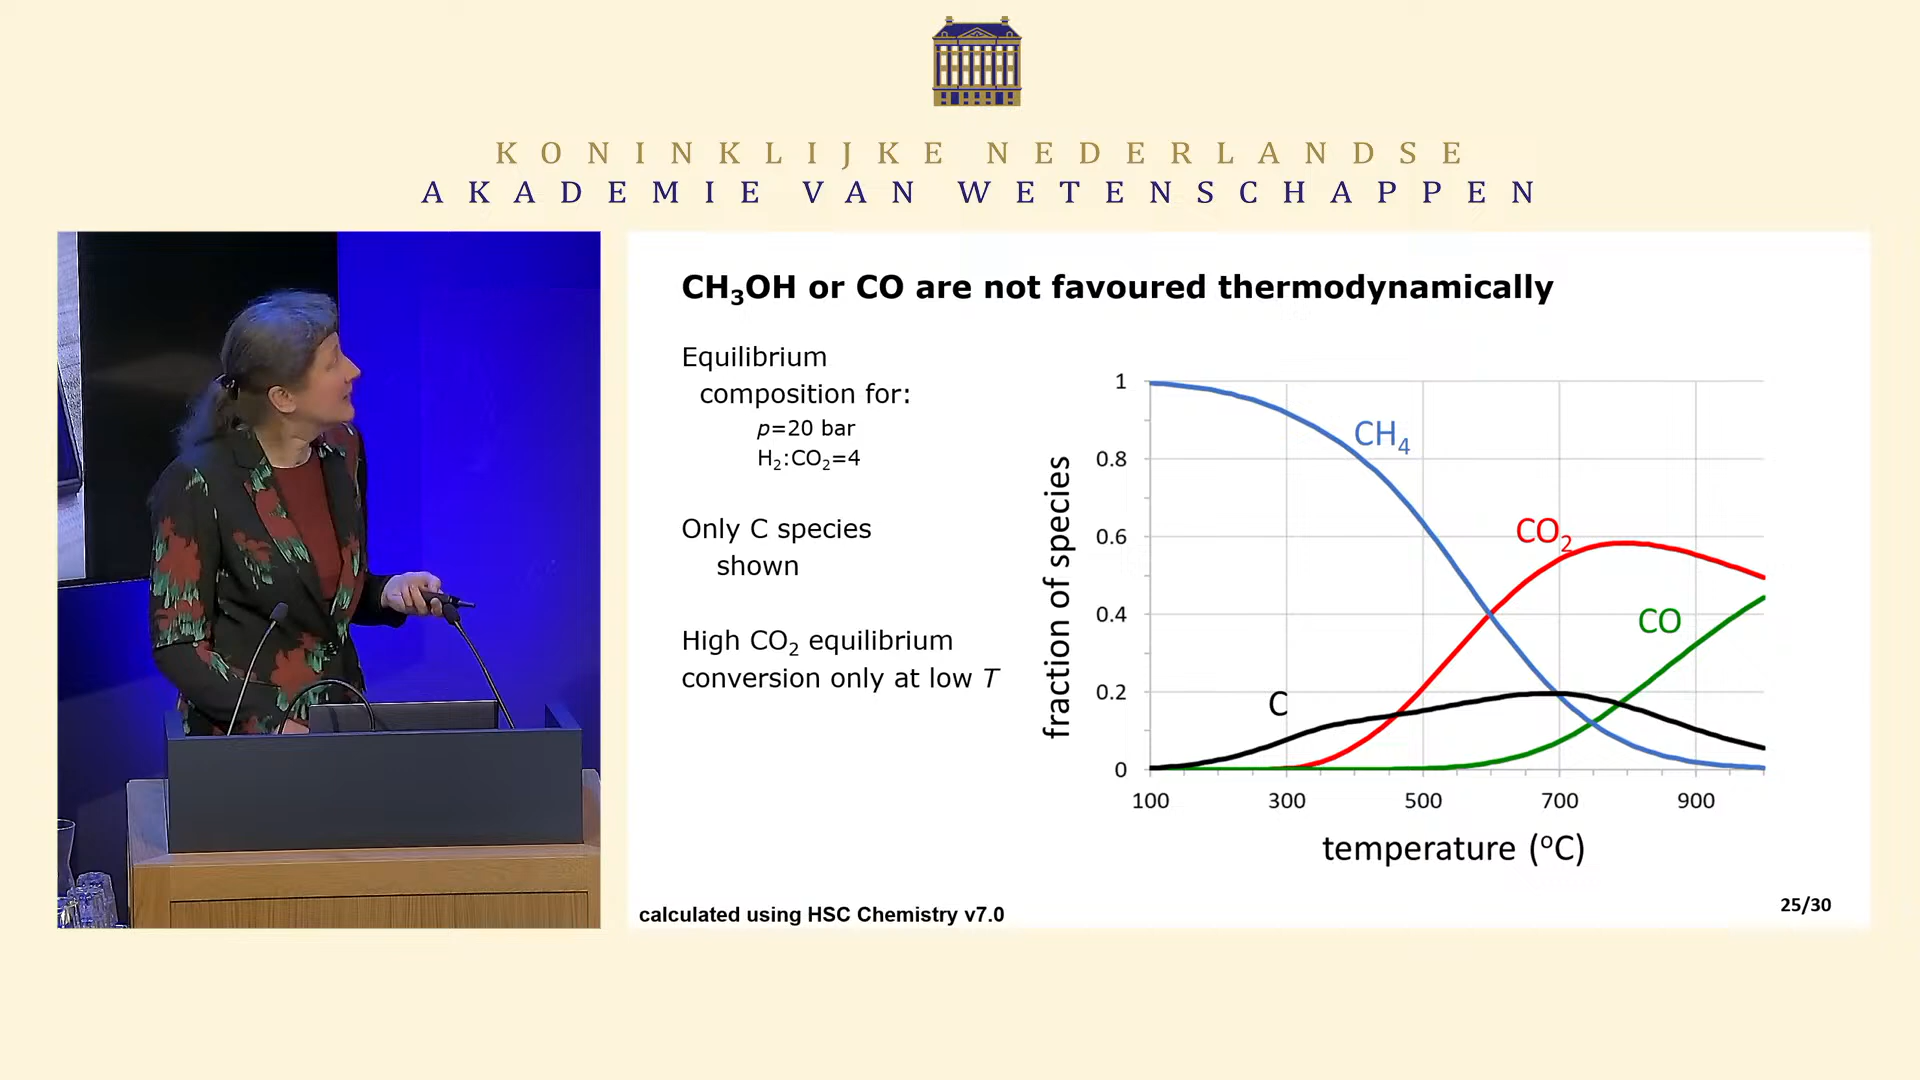 KONINKLIJKE NEDERLANDSE
AKADEMIE VAN WETENSCHAPPEN
CH₃OH or CO are not favoured thermodynamically
Equilibrium
composition for:
p=20 bar
H₂:CO₂=4
Only C species
shown
High CO₂ equilibrium
conversion only at low T
fraction of species
1
0.8
0.6
0.4
0.2
0
CH₄
CO₂
CO
C
100 300 500 700 900
temperature (°C)
calculated using HSC Chemistry v7.0
25/30